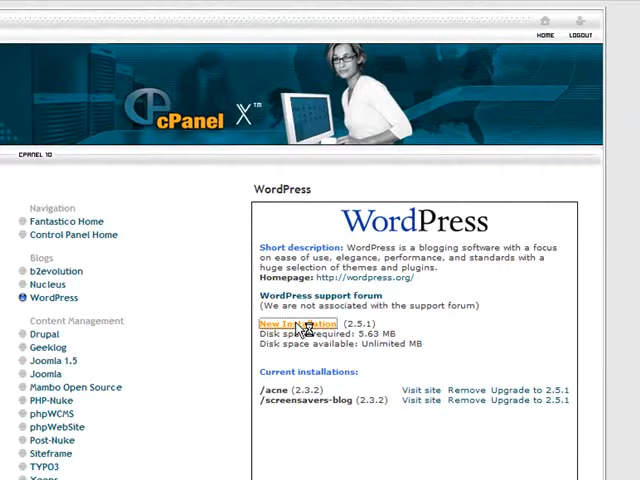 HOME LOGOUT
cPanel X™
CPANEL 10
WordPress
Navigation
Fantastico Home
Control Panel Home
Blogs
b2evolution
Nucleus
WordPress
Content Management
Drupal
Geeklog
Joomla 1.5
Joomla
Mambo Open Source
PHP-Nuke
phpWCMS
phpWebSite
Post-Nuke
Siteframe
TYPO3
Xoops
WordPress
Short description: WordPress is a blogging software with a focus
on ease of use, elegance, performance, and standards with a
huge selection of themes and plugins.
Homepage: http://wordpress.org/
WordPress support forum
(We are not associated with the support forum)
New Installation (2.5.1)
Disk space required: 5.63 MB
Disk space available: Unlimited MB
Current installations:
/acne (2.3.2) Visit site Remove Upgrade to 2.5.1
/screensavers-blog (2.3.2) Visit site Remove Upgrade to 2.5.1